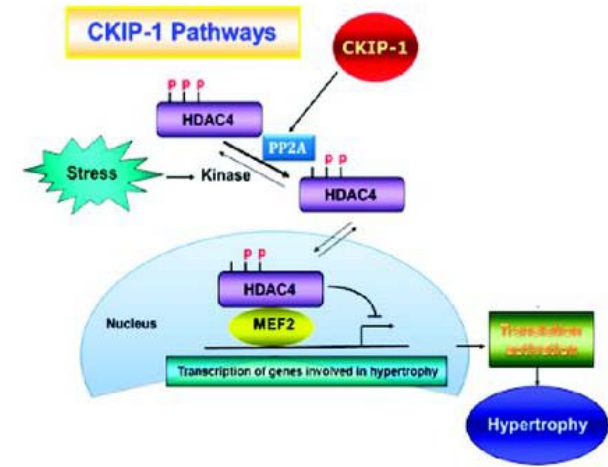 CKIP-1 Pathways
CKIP-1
P P P
HDAC4
PP2A
Stress
Kinase
P P
HDAC4
P P
HDAC4
MEF2
Nucleus
Transcription of genes involved in hypertrophy
Hypertrophy